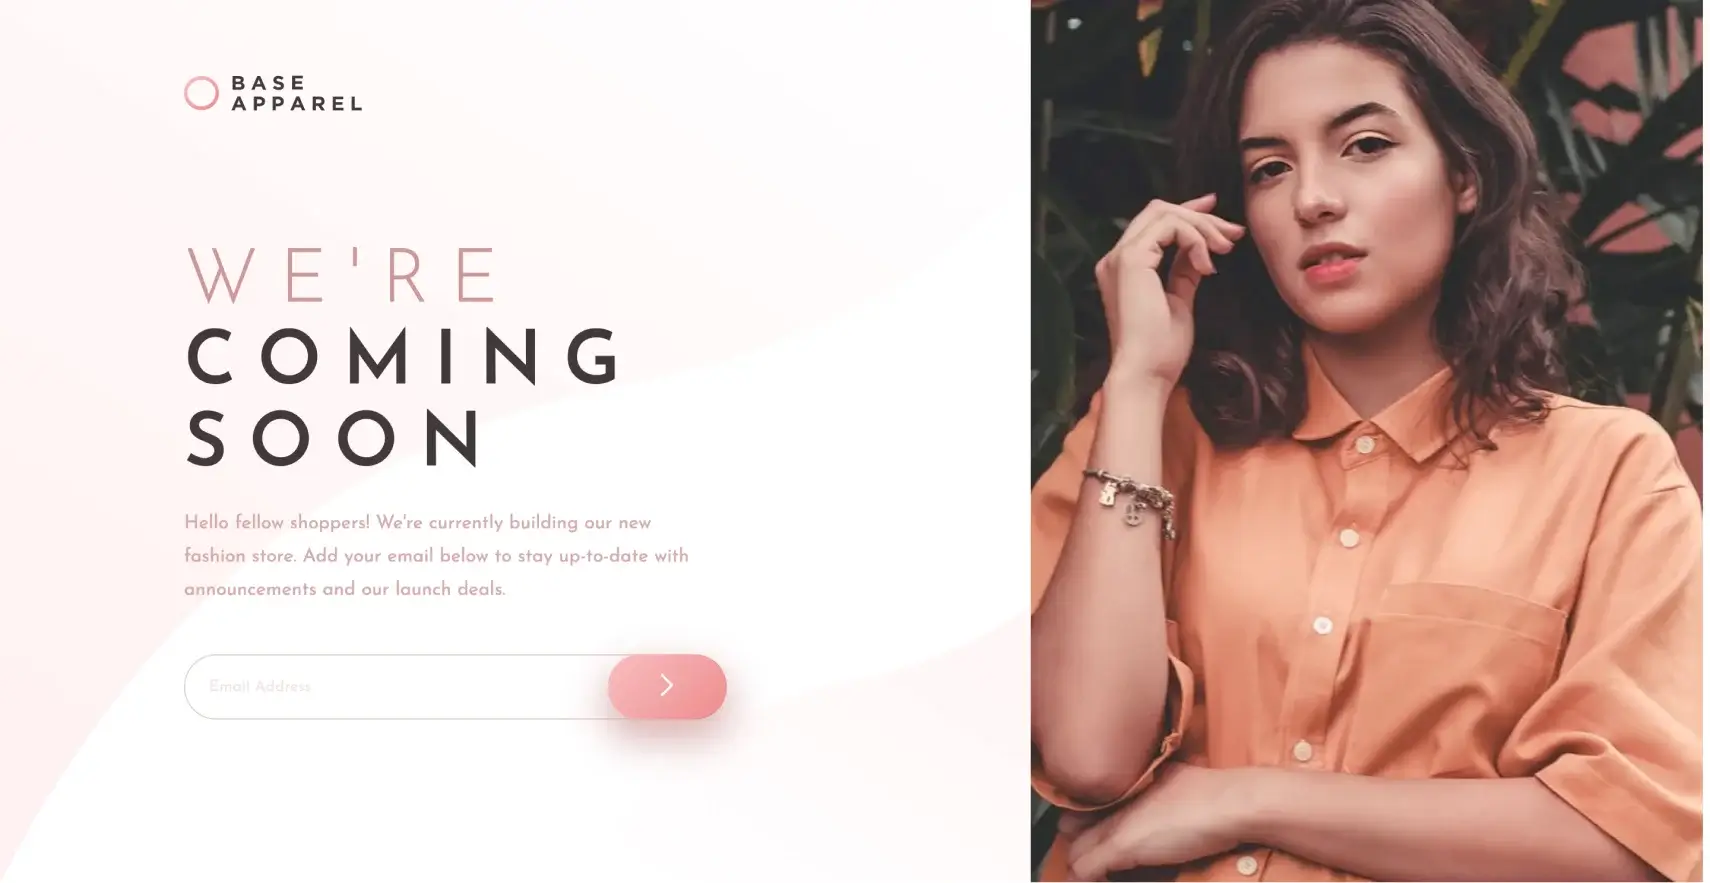 BASE
APPAREL
WE'RE
COMING
SOON
Hello fellow shoppers! We're currently building our new
fashion store. Add your email below to stay up-to-date with
announcements and our launch deals.
Email Address